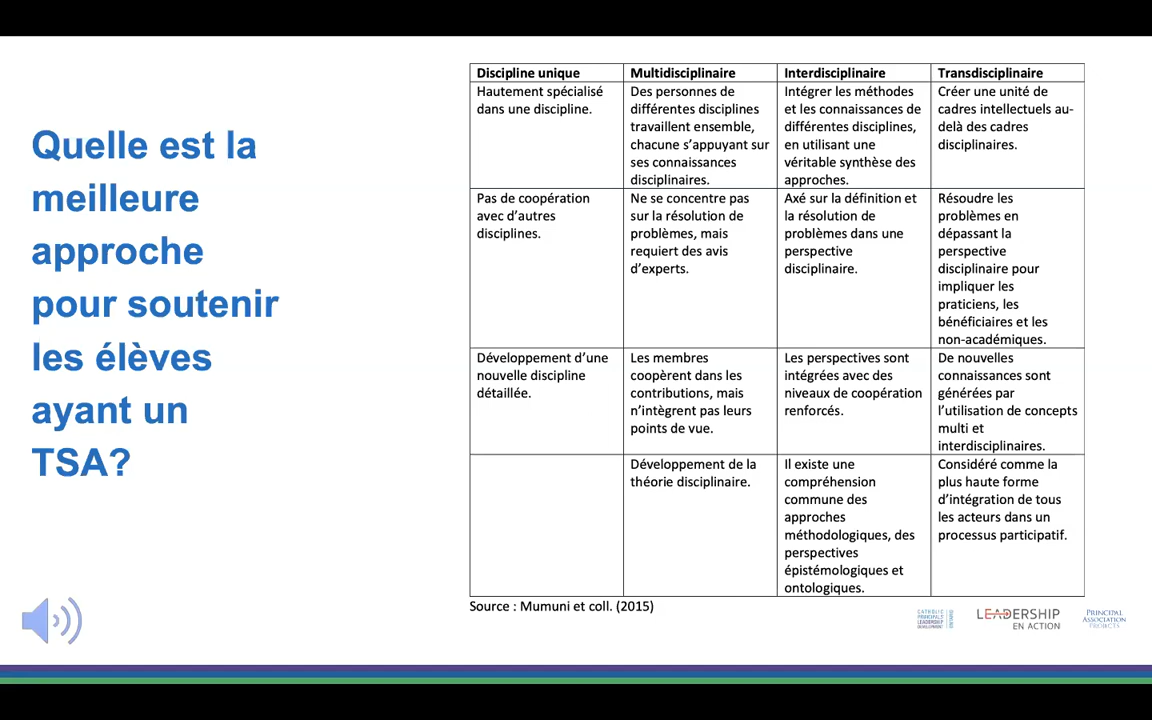 Quelle est la
meilleure
approche
pour soutenir
les élèves
ayant un
TSA?
Discipline unique
Multidisciplinaire
Interdisciplinaire
Transdisciplinaire
Hautement spécialisé
dans une discipline.
Des personnes de
différentes disciplines
travaillent ensemble,
chacune s’appuyant sur
ses connaissances
disciplinaires.
Intégrer les méthodes
et les connaissances de
différentes disciplines,
en utilisant une
véritable synthèse des
approches.
Créer une unité de
cadres intellectuels au-
delà des cadres
disciplinaires.
Pas de coopération
avec d’autres
disciplines.
Ne se concentre pas
sur la résolution de
problèmes, mais
requiert des avis
d’experts.
Axé sur la définition et
la résolution de
problèmes dans une
perspective
disciplinaire.
Résoudre les
problèmes en
dépassant la
perspective
disciplinaire pour
impliquer les
praticiens, les
bénéficiaires et les
non-académiques.
Développement d’une
nouvelle discipline
détaillée.
Les membres
coopèrent dans les
contributions, mais
n’intègrent pas leurs
points de vue.
Les perspectives sont
intégrées avec des
niveaux de coopération
renforcés.
De nouvelles
connaissances sont
générées par
l’utilisation de concepts
multi et
interdisciplinaires.
Développement de la
théorie disciplinaire.
Il existe une
compréhension
commune des
approches
méthodologiques, des
perspectives
épistémologiques et
ontologiques.
Considéré comme la
plus haute forme
d’intégration de tous
les acteurs dans un
processus participatif.
Source : Mumuni et coll. (2015)
CATHOLIC
PRINCIPALS
LEADERSHIP
DEVELOPMENT
LEADERSHIP
EN ACTION
PRINCIPAL
ASSOCIATION
PROJECTS